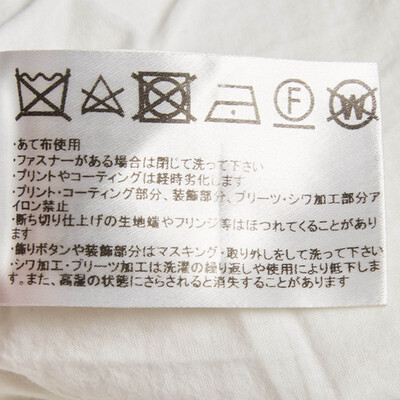 F W
・あて布使用
・ファスナーがある場合は閉じて洗って下さい
・プリントやコーティングは経時劣化します
・プリント・コーティング部分、装飾部分、プリーツ・シワ加工部分ア
イロン禁止
・断ち切り仕上げの生地端やフリンジ等はほつれてくることがあり
ます
・飾りボタンや装飾部分はマスキング・取り外しをして洗って下さい
・シワ加工・プリーツ加工は洗濯の繰り返しや使用により低下しま
す。また、高湿の状態にさらされると消失することがあります